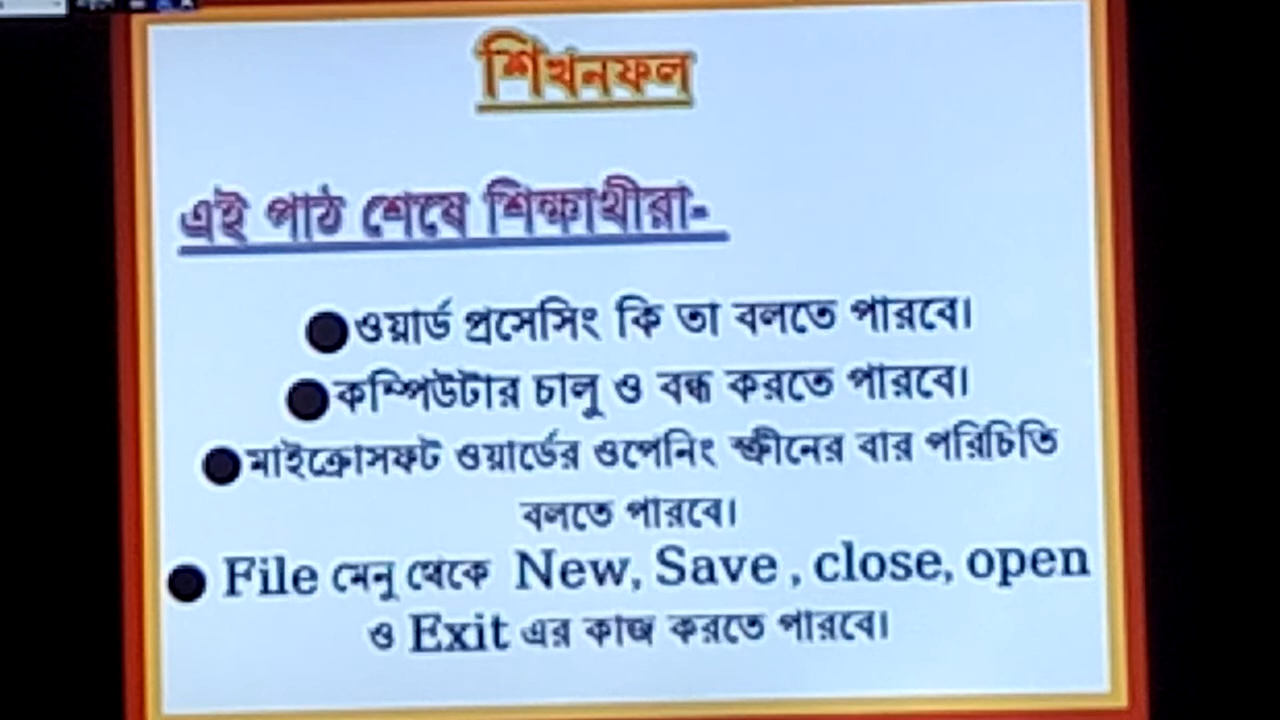 শিখনফল
এই পাঠ শেষে শিক্ষার্থীরা-
●ওয়ার্ড প্রসেসিং কি তা বলতে পারবে।
●কম্পিউটার চালু ও বন্ধ করতে পারবে।
●মাইক্রোসফট ওয়ার্ডের ওপেনিং স্ক্রীনের বার পরিচিতি
বলতে পারবে।
● File মেনু থেকে New, Save , close, open
ও Exit এর কাজ করতে পারবে।